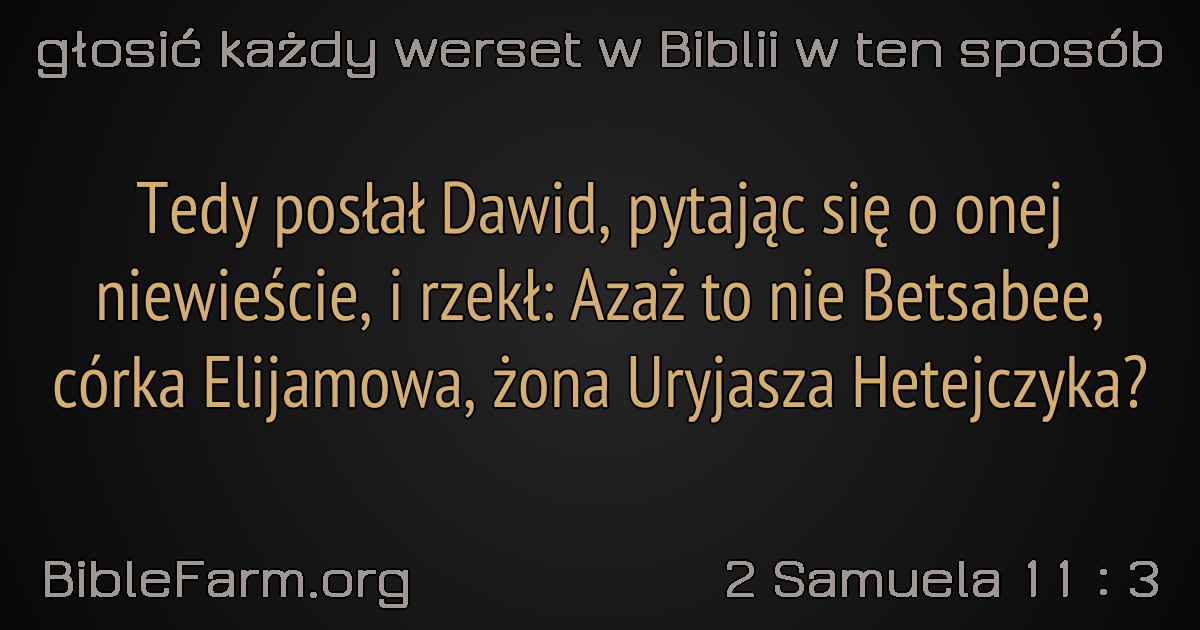 głosić każdy werset w Biblii w ten sposób
Tedy posłał Dawid, pytając się o onej
niewieście, i rzekł: Azaż to nie Betsabee,
córka Elijamowa, żona Uryjasza Hetejczyka?
BibleFarm.org
2 Samuela 11 : 3